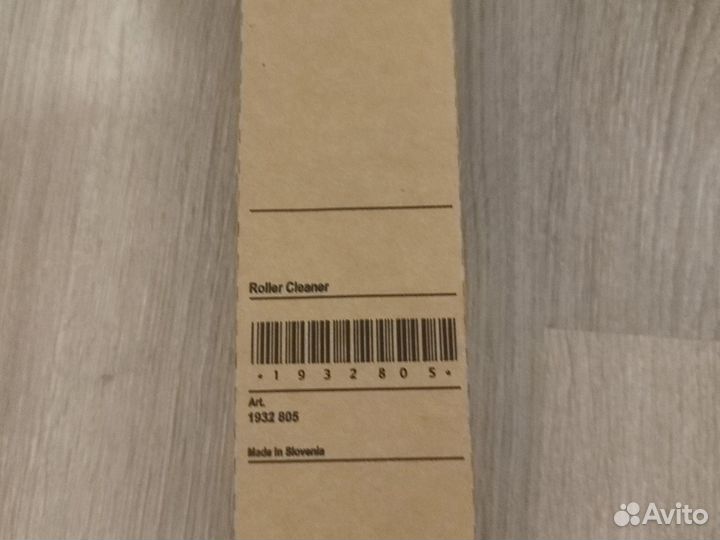 Roller Cleaner
*1932805*
Art.
1932 805
Made in Slovenia
Avito